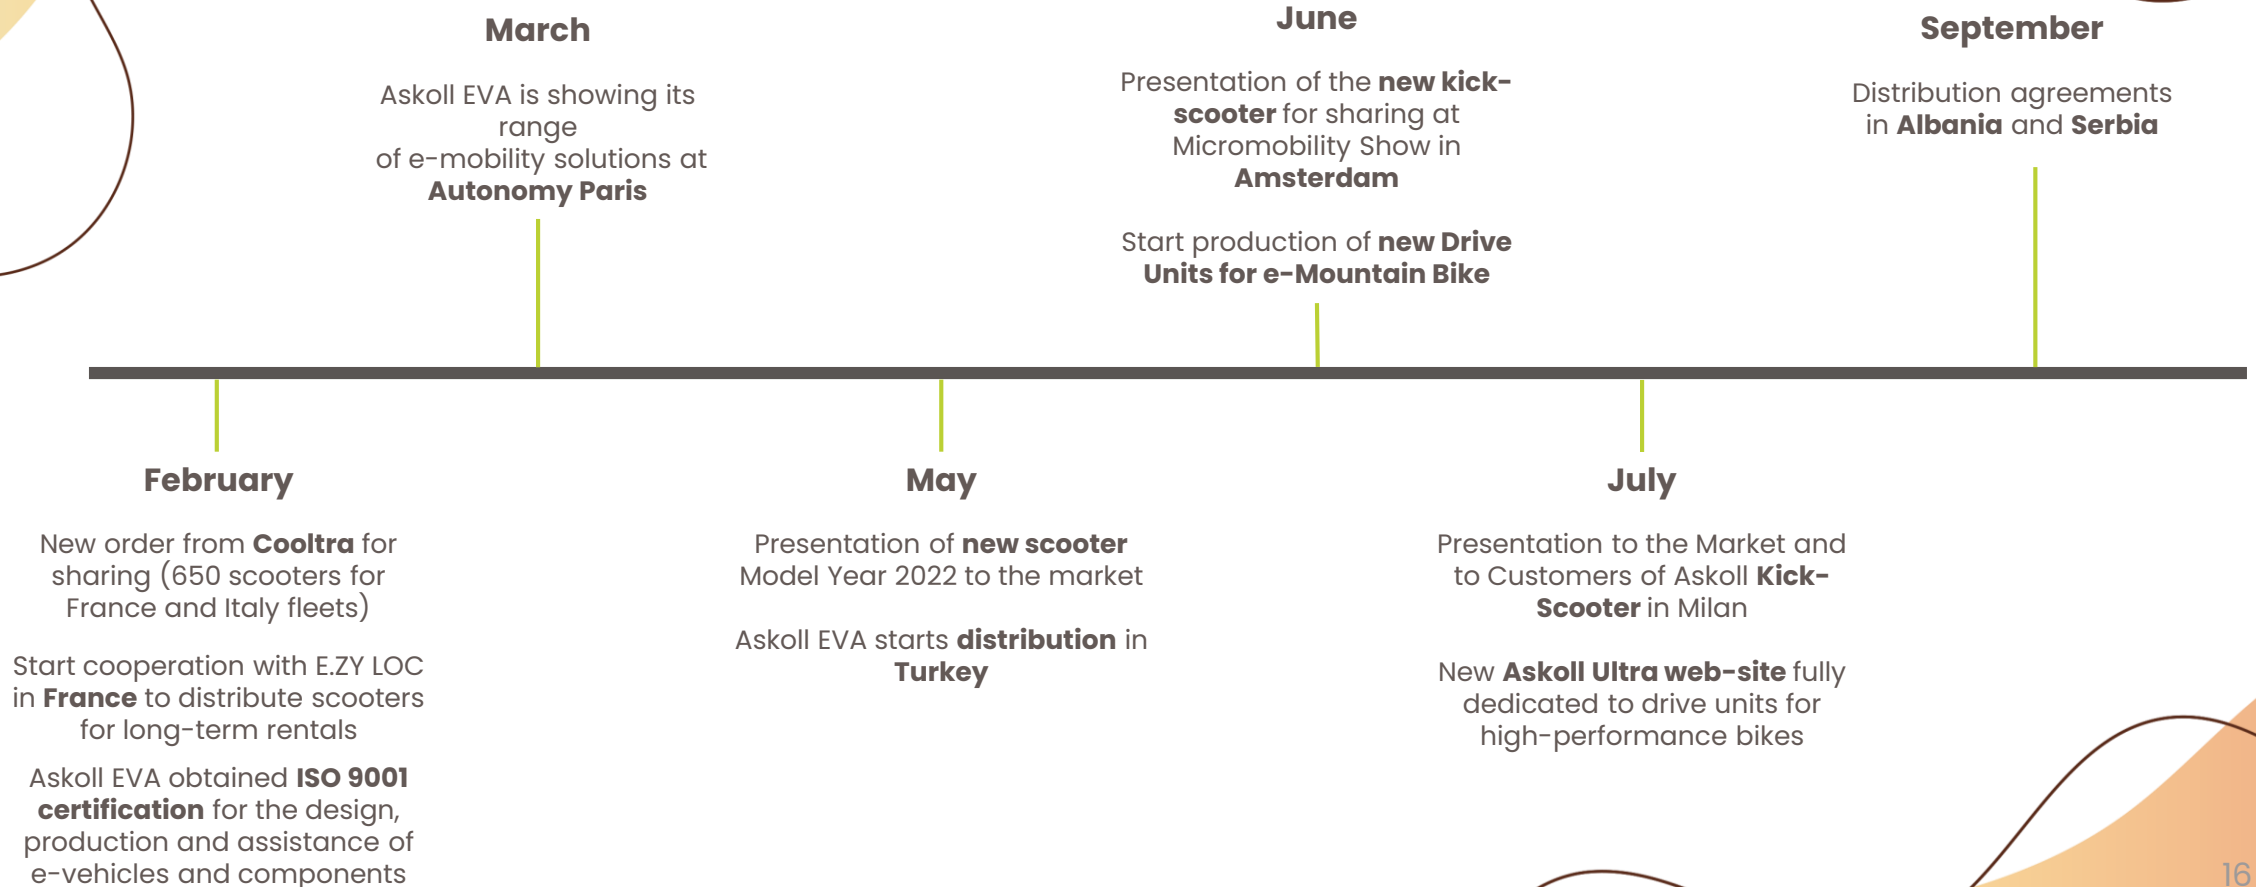 March
Askoll EVA is showing its
range
of e-mobility solutions at
Autonomy Paris
June
Presentation of the new kick-
scooter for sharing at
Micromobility Show in
Amsterdam
Start production of new Drive
Units for e-Mountain Bike
September
Distribution agreements
in Albania and Serbia
February
New order from Cooltra for
sharing (650 scooters for
France and Italy fleets)
Start cooperation with E.ZY LOC
in France to distribute scooters
for long-term rentals
Askoll EVA obtained ISO 9001
certification for the design,
production and assistance of
e-vehicles and components
May
Presentation of new scooter
Model Year 2022 to the market
Askoll EVA starts distribution in
Turkey
July
Presentation to the Market and
to Customers of Askoll Kick-
Scooter in Milan
New Askoll Ultra web-site fully
dedicated to drive units for
high-performance bikes
16